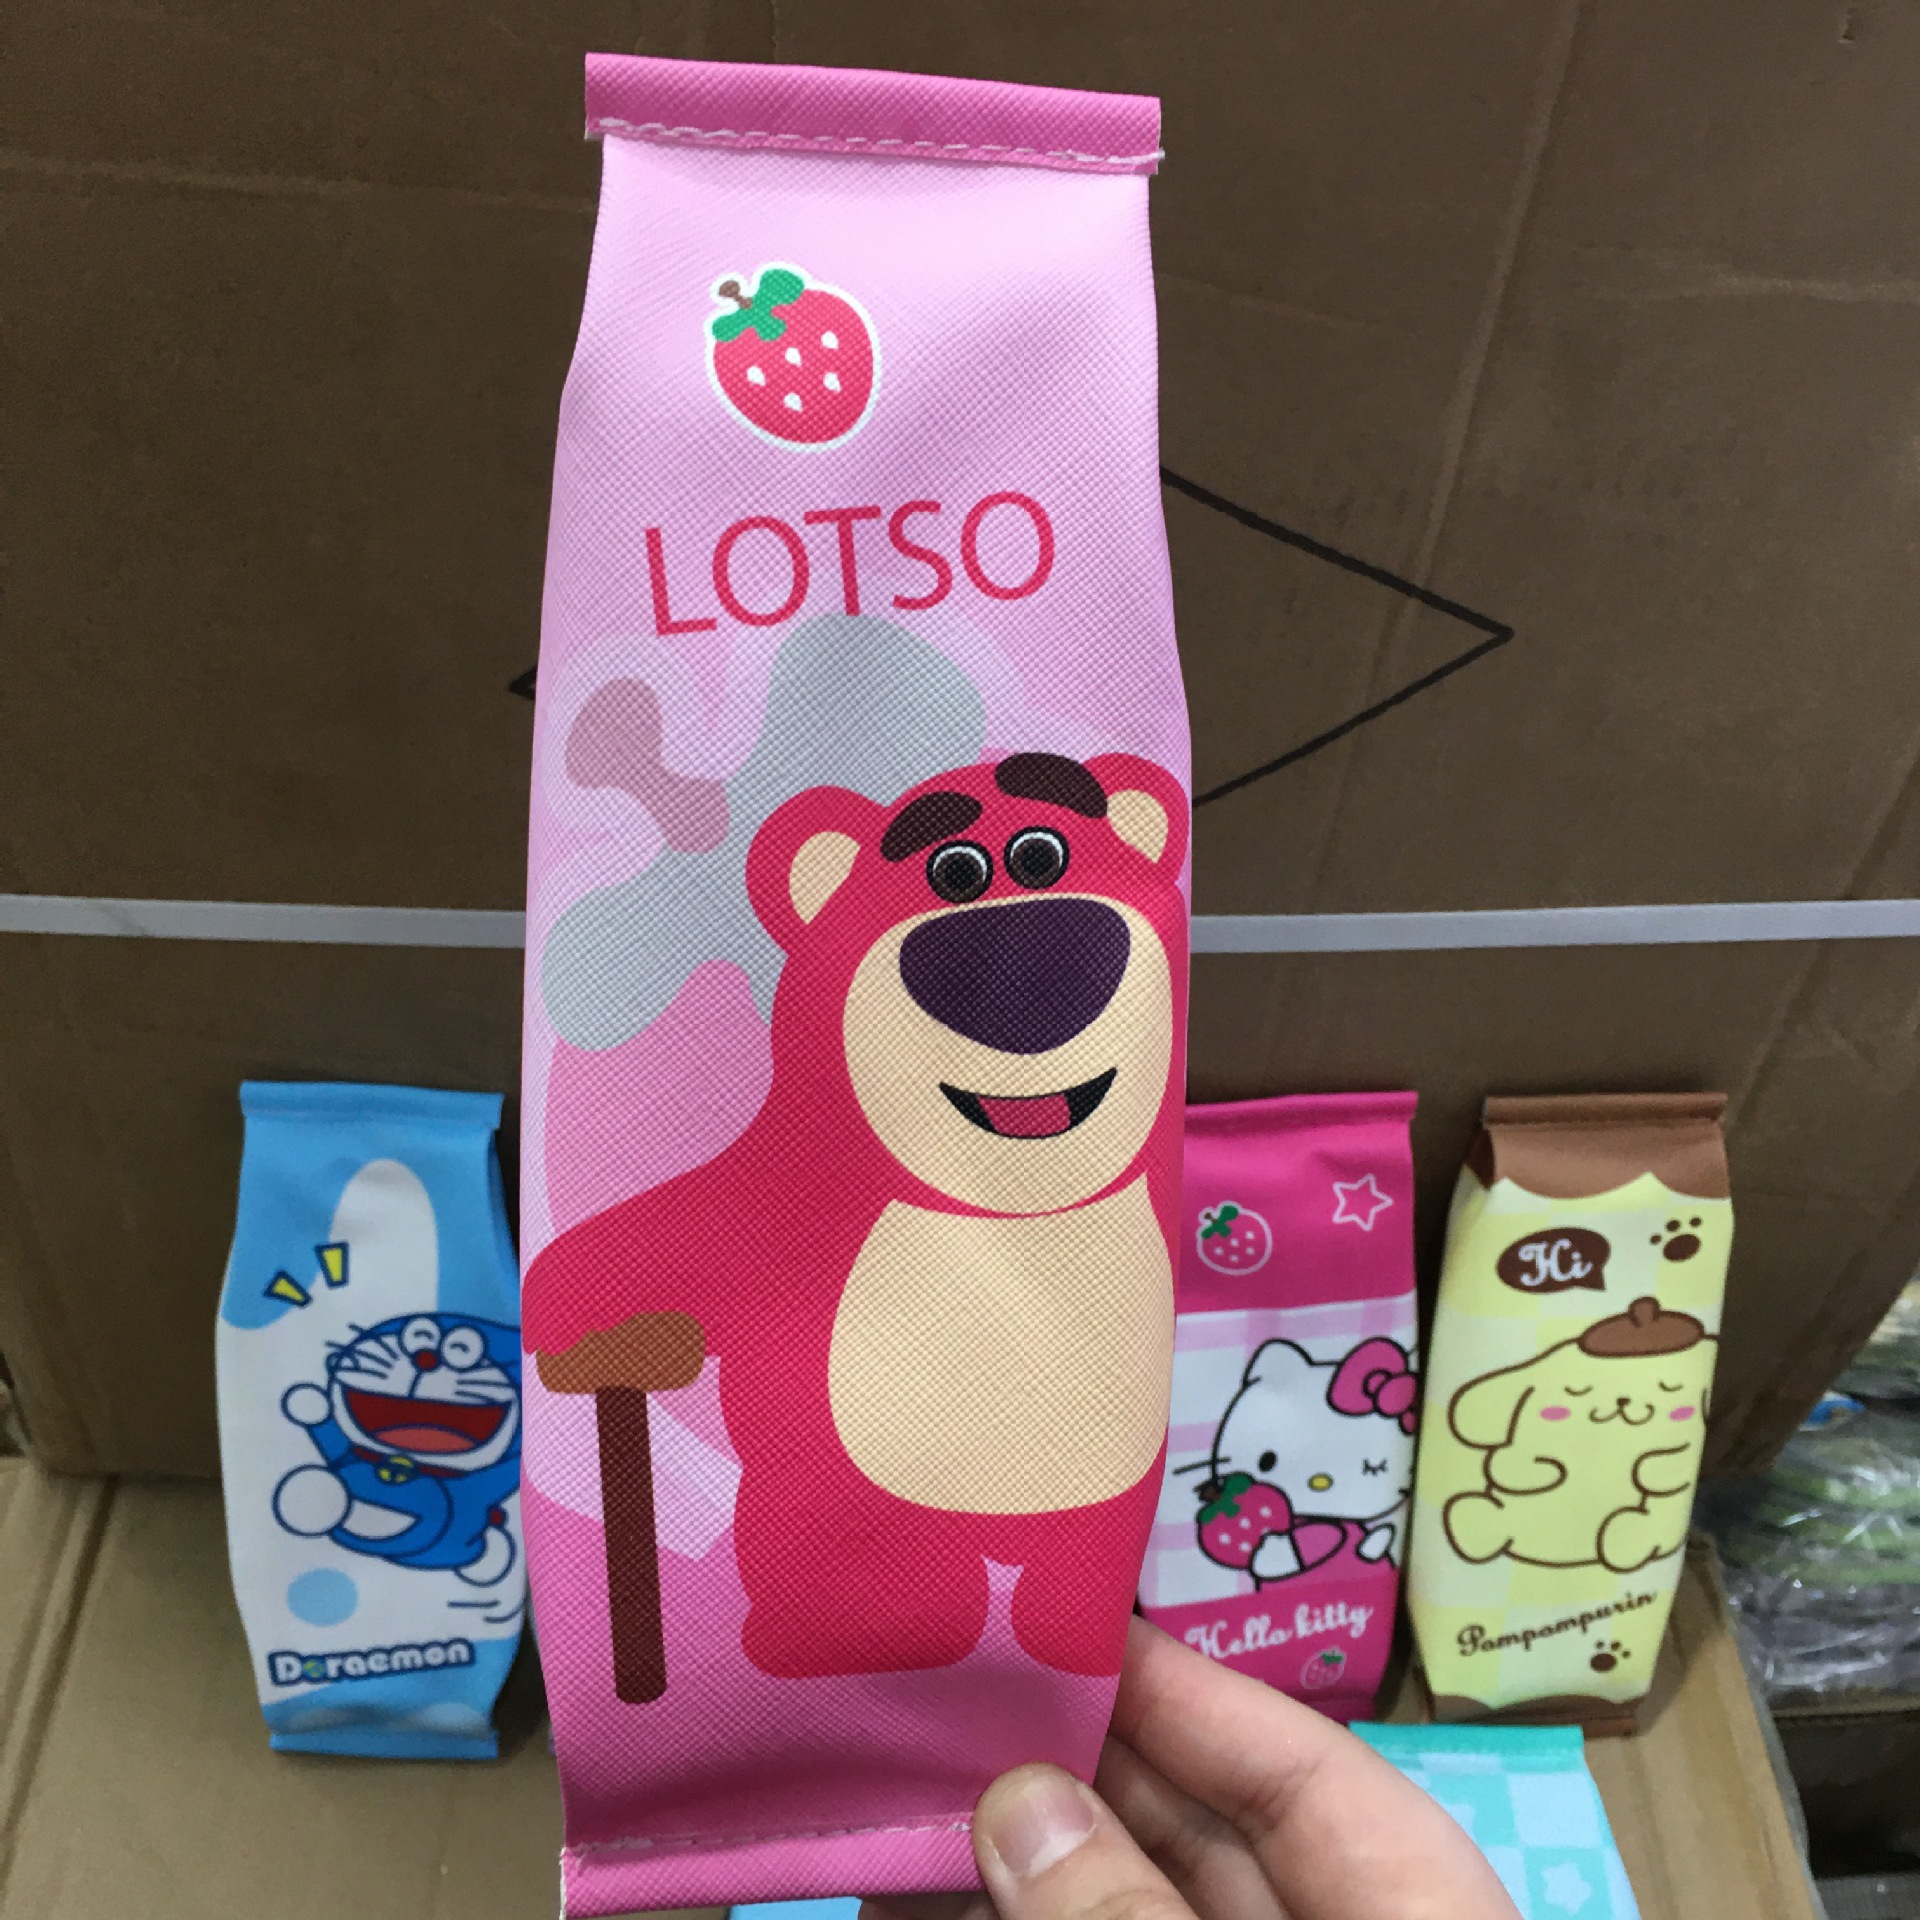 LOTSO
Hi
Doraemon
Hello kitty
Pompompurin